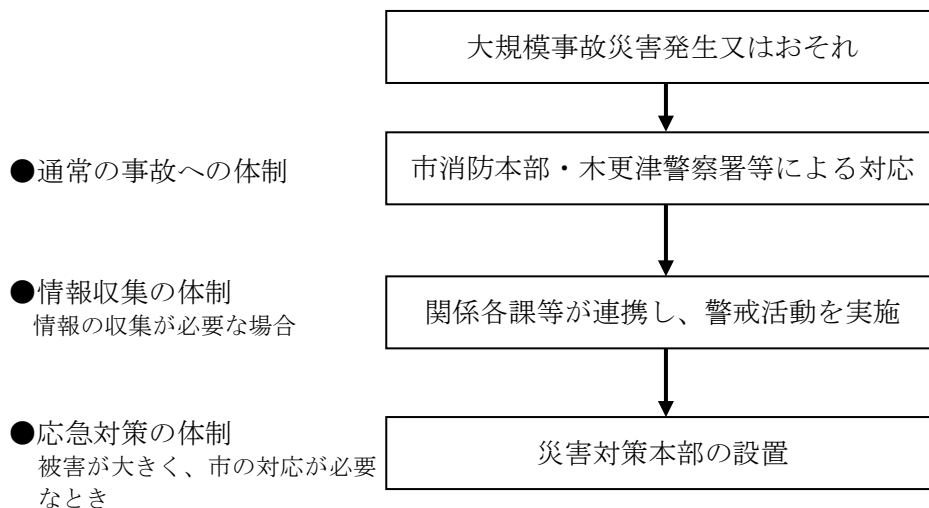 大規模事故災害発生又はおそれ
●通常の事故への体制
市消防本部・木更津警察署等による対応
●情報収集の体制
情報の収集が必要な場合
関係各課等が連携し、警戒活動を実施
●応急対策の体制
被害が大きく、市の対応が必要
なとき
災害対策本部の設置